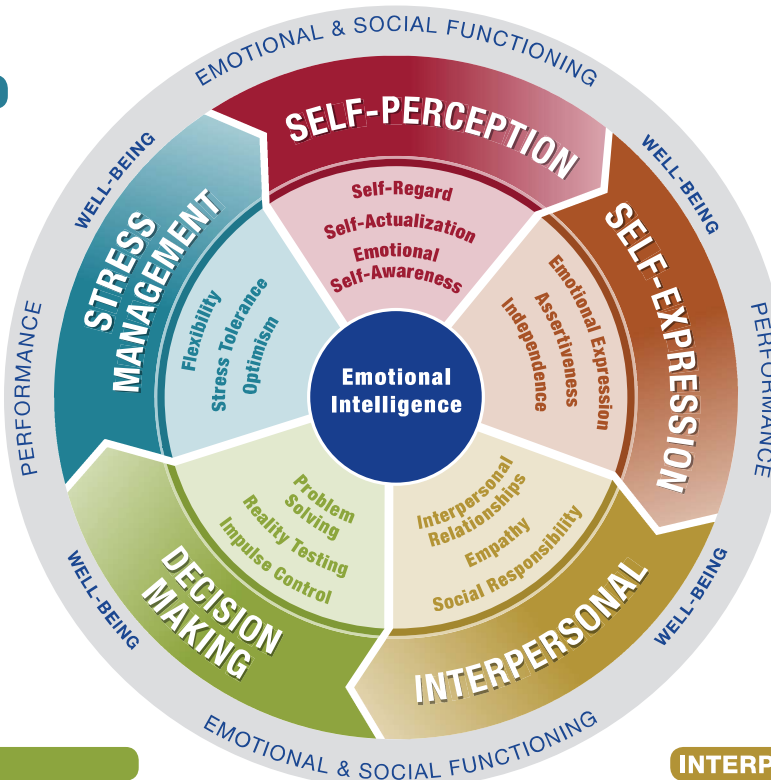 EMOTIONAL & SOCIAL FUNCTIONING
WELL-BEING
WELL-BEING
PERFORMANCE
PERFORMANCE
SELF-PERCEPTION
Self-Regard
Self-Actualization
Emotional
Self-Awareness
SELF-EXPRESSION
Emotional Expression
Assertiveness
Independence
STRESS
MANAGEMENT
Flexibility
Stress Tolerance
Optimism
Emotional
Intelligence
Interpersonal
Relationships
Empathy
Social Responsibility
INTERPERSONAL
Problem
Solving
Reality Testing
Impulse Control
DECISION
MAKING
WELL-BEING
WELL-BEING
EMOTIONAL & SOCIAL FUNCTIONING
INTERP